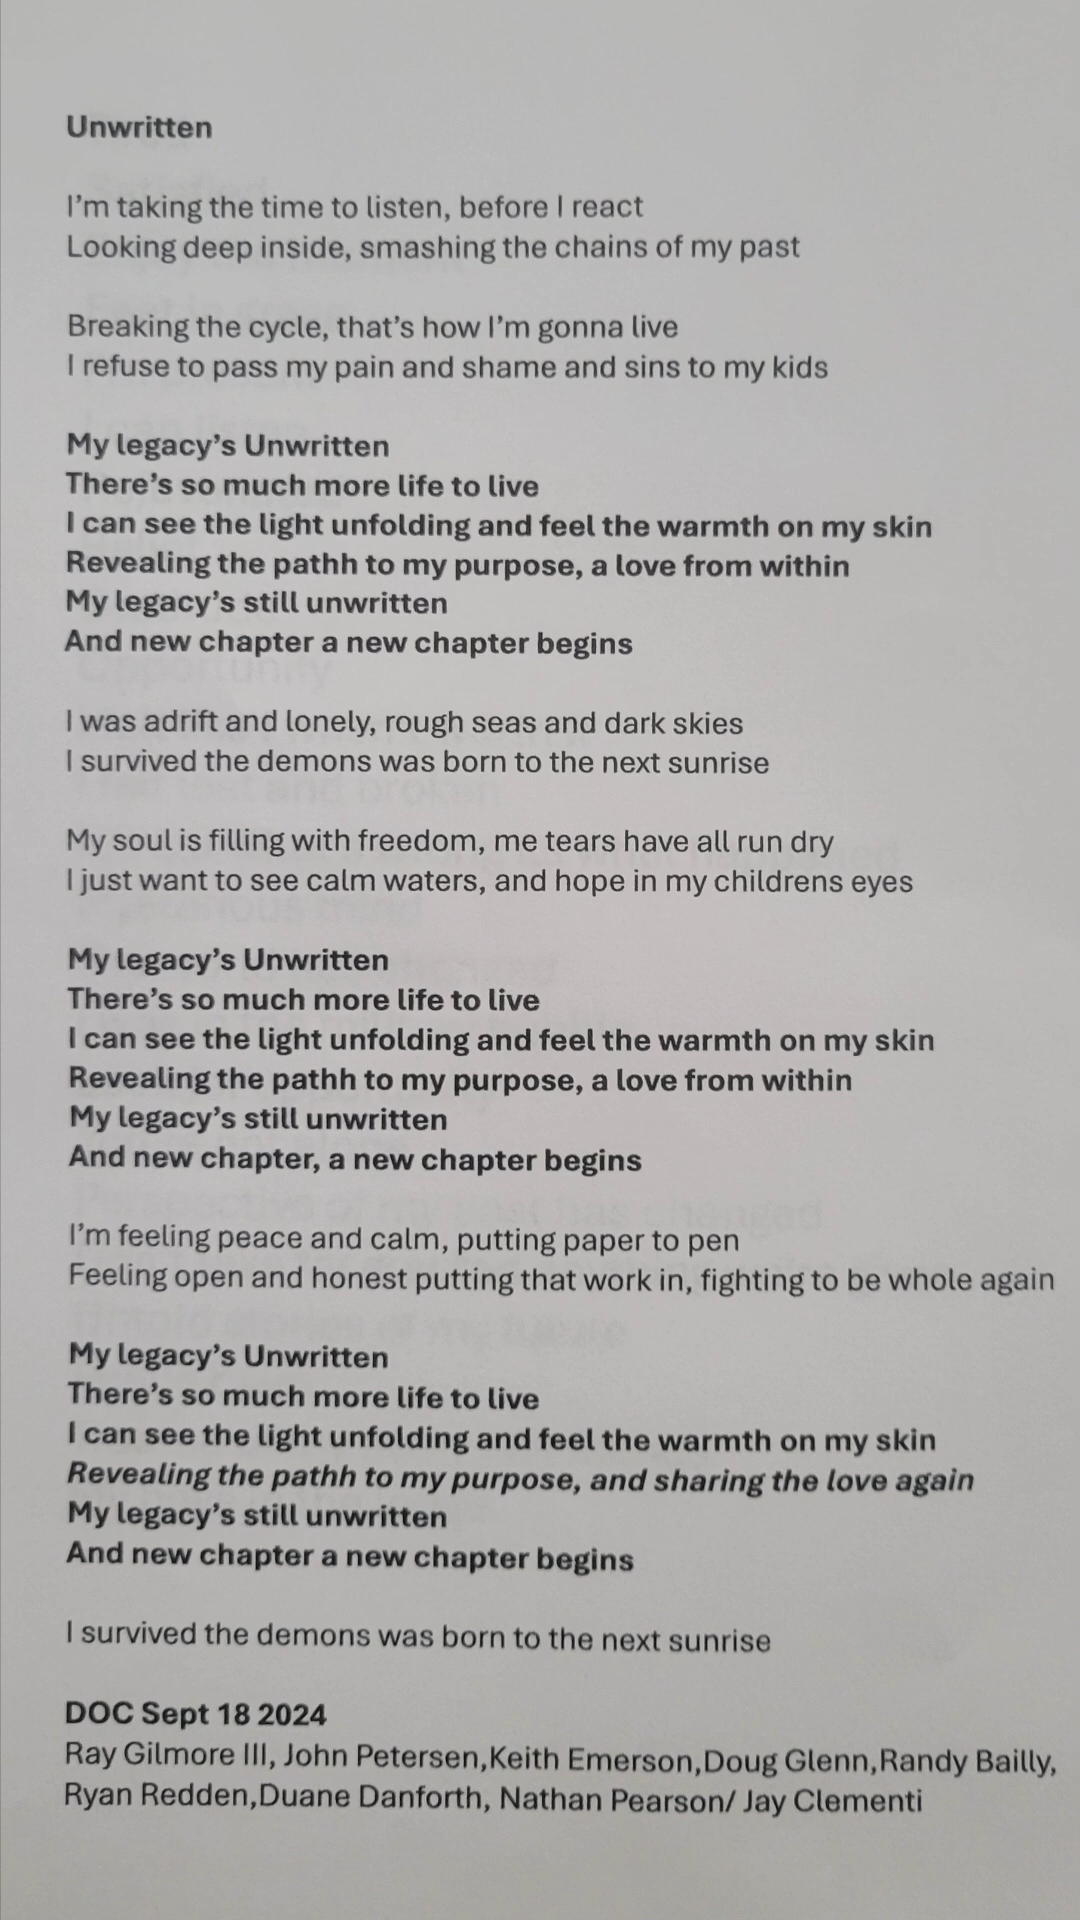 Unwritten
I'm taking the time to listen, before I react
Looking deep inside, smashing the chains of my past
Breaking the cycle, that's how I'm gonna live
I refuse to pass my pain and shame and sins to my kids
My legacy's Unwritten
There's so much more life to live
I can see the light unfolding and feel the warmth on my skin
Revealing the pathh to my purpose, a love from within
My legacy's still unwritten
And new chapter a new chapter begins
I was adrift and lonely, rough seas and dark skies
I survived the demons was born to the next sunrise
My soul is filling with freedom, me tears have all run dry
I just want to see calm waters, and hope in my childrens eyes
My legacy's Unwritten
There's so much more life to live
I can see the light unfolding and feel the warmth on my skin
Revealing the pathh to my purpose, a love from within
My legacy's still unwritten
And new chapter, a new chapter begins
I'm feeling peace and calm, putting paper to pen
Feeling open and honest putting that work in, fighting to be whole again
My legacy's Unwritten
There's so much more life to live
I can see the light unfolding and feel the warmth on my skin
Revealing the pathh to my purpose, and sharing the love again
My legacy's still unwritten
And new chapter a new chapter begins
I survived the demons was born to the next sunrise
DOC Sept 18 2024
Ray Gilmore III, John Petersen,Keith Emerson,Doug Glenn,Randy Bailly,
Ryan Redden,Duane Danforth, Nathan Pearson/ Jay Clementi